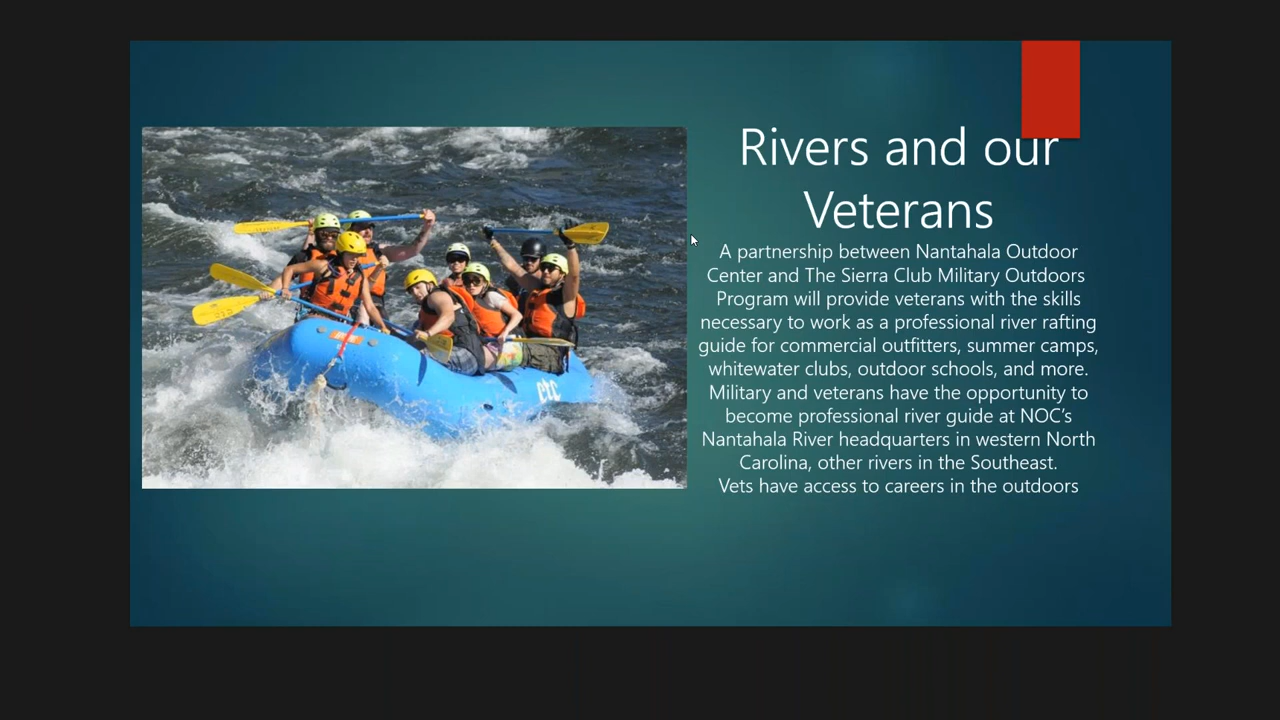 Rivers and our
Veterans
A partnership between Nantahala Outdoor
Center and The Sierra Club Military Outdoors
Program will provide veterans with the skills
necessary to work as a professional river rafting
guide for commercial outfitters, summer camps,
whitewater clubs, outdoor schools, and more.
Military and veterans have the opportunity to
become professional river guide at NOC’s
Nantahala River headquarters in western North
Carolina, other rivers in the Southeast.
Vets have access to careers in the outdoors
etc